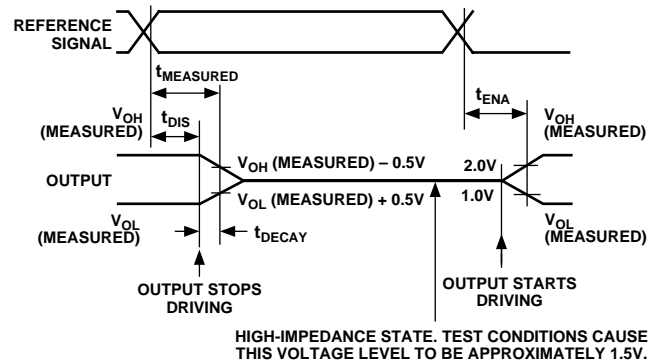 REFERENCE
SIGNAL
tMEASURED
tENA
VOH
(MEASURED)
tDIS
VOH
(MEASURED)
VOH (MEASURED) – 0.5V
2.0V
OUTPUT
VOL (MEASURED) + 0.5V
1.0V
VOL
(MEASURED)
VOL
(MEASURED)
tDECAY
OUTPUT STOPS
DRIVING
OUTPUT STARTS
DRIVING
HIGH-IMPEDANCE STATE. TEST CONDITIONS CAUSE
THIS VOLTAGE LEVEL TO BE APPROXIMATELY 1.5V.